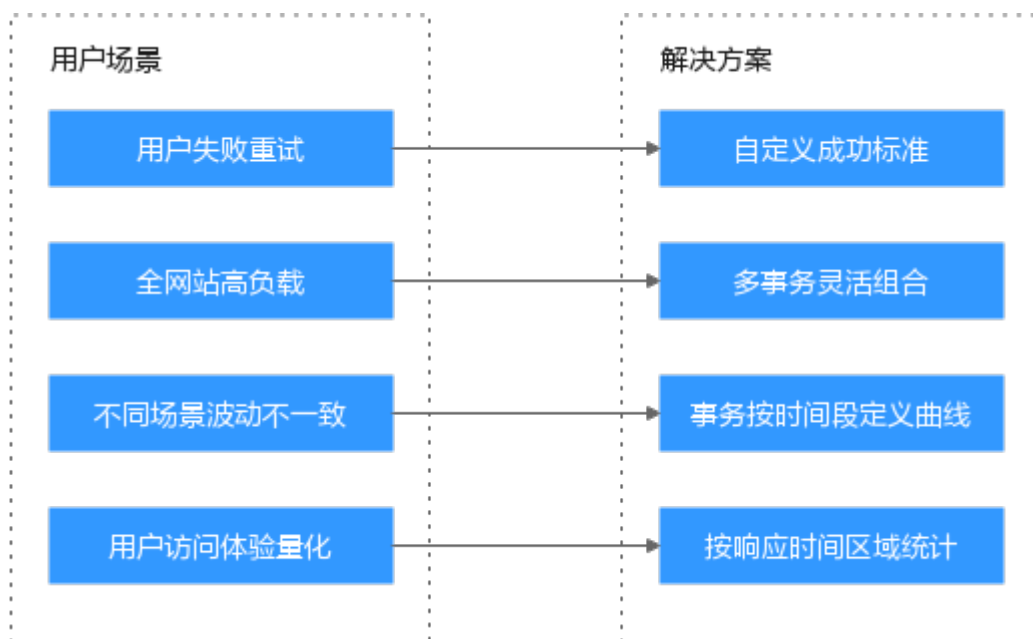 用户场景
解决方案
用户失败重试
自定义成功标准
全网站高负载
多事务灵活组合
不同场景波动不一致
事务按时间段定义曲线
用户访问体验量化
按响应时间区域统计